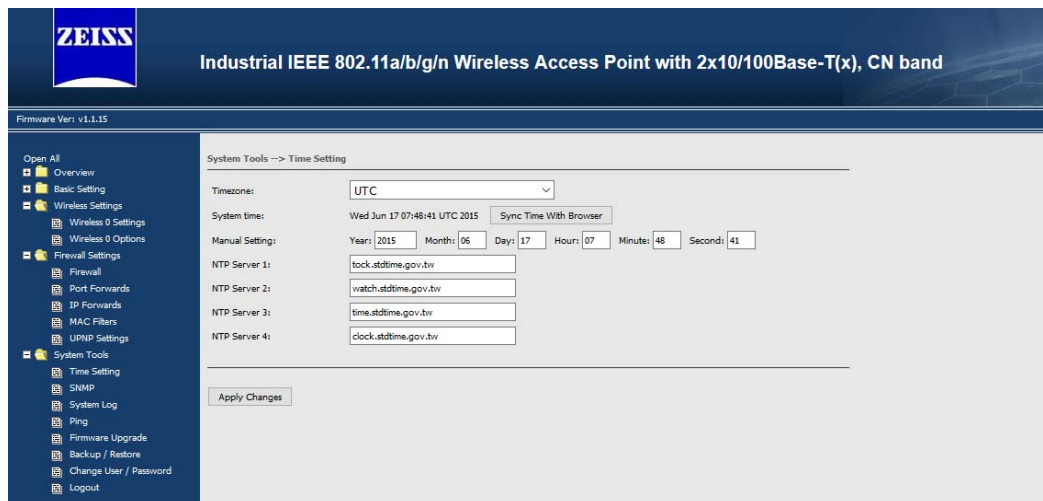 ZEISS
Industrial IEEE 802.11a/b/g/n Wireless Access Point with 2x10/100Base-T(x), CN band
Firmware Ver: v1.1.15
Open All
Overview
Basic Setting
Wireless Settings
Wireless 0 Settings
Wireless 0 Options
Firewall Settings
Firewall
Port Forwards
IP Forwards
MAC Filters
UPNP Settings
System Tools
Time Setting
SNMP
System Log
Ping
Firmware Upgrade
Backup / Restore
Change User / Password
Logout
System Tools --> Time Setting
Timezone: UTC
System time: Wed Jun 17 07:48:41 UTC 2015 Sync Time With Browser
Manual Setting: Year: 2015 Month: 06 Day: 17 Hour: 07 Minute: 48 Second: 41
NTP Server 1: tock.stdtime.gov.tw
NTP Server 2: watch.stdtime.gov.tw
NTP Server 3: time.stdtime.gov.tw
NTP Server 4: clock.stdtime.gov.tw
Apply Changes